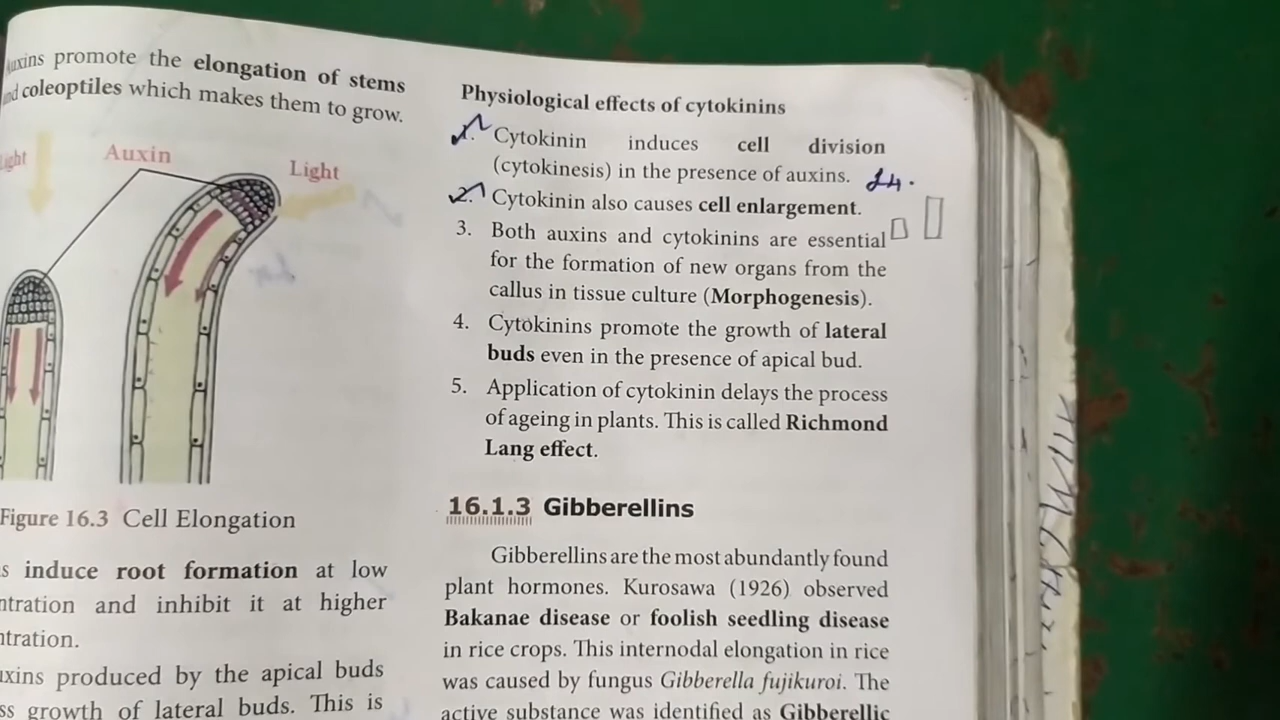 promote the elongation of stems
coleoptiles which makes them to grow.
Auxin
Light
Figure 16.3 Cell Elongation
induce root formation at low
and inhibit it at higher
produced by the apical buds
growth of lateral buds. This is
Physiological effects of cytokinins
1. Cytokinin induces cell division
(cytokinesis) in the presence of auxins.
2. Cytokinin also causes cell enlargement.
3. Both auxins and cytokinins are essential
for the formation of new organs from the
callus in tissue culture (Morphogenesis).
4. Cytokinins promote the growth of lateral
buds even in the presence of apical bud.
5. Application of cytokinin delays the process
of ageing in plants. This is called Richmond
Lang effect.
16.1.3 Gibberellins
Gibberellins are the most abundantly found
plant hormones. Kurosawa (1926) observed
Bakanae disease or foolish seedling disease
in rice crops. This internodal elongation in rice
was caused by fungus Gibberella fujikuroi. The
active substance was identified as Gibberellic